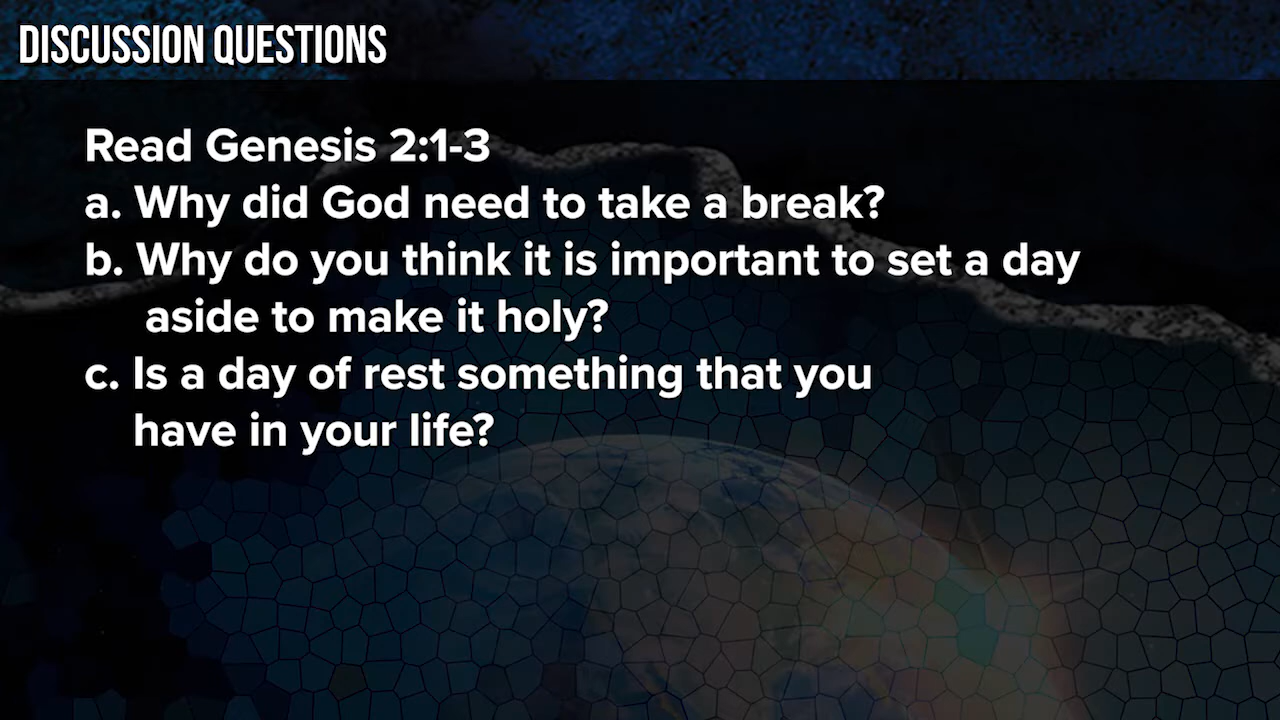 DISCUSSION QUESTIONS
Read Genesis 2:1-3
a. Why did God need to take a break?
b. Why do you think it is important to set a day
aside to make it holy?
c. Is a day of rest something that you
have in your life?